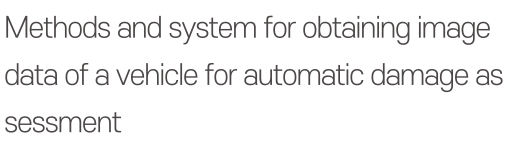 Methods and system for obtaining image
data of a vehicle for automatic damage as
sessment